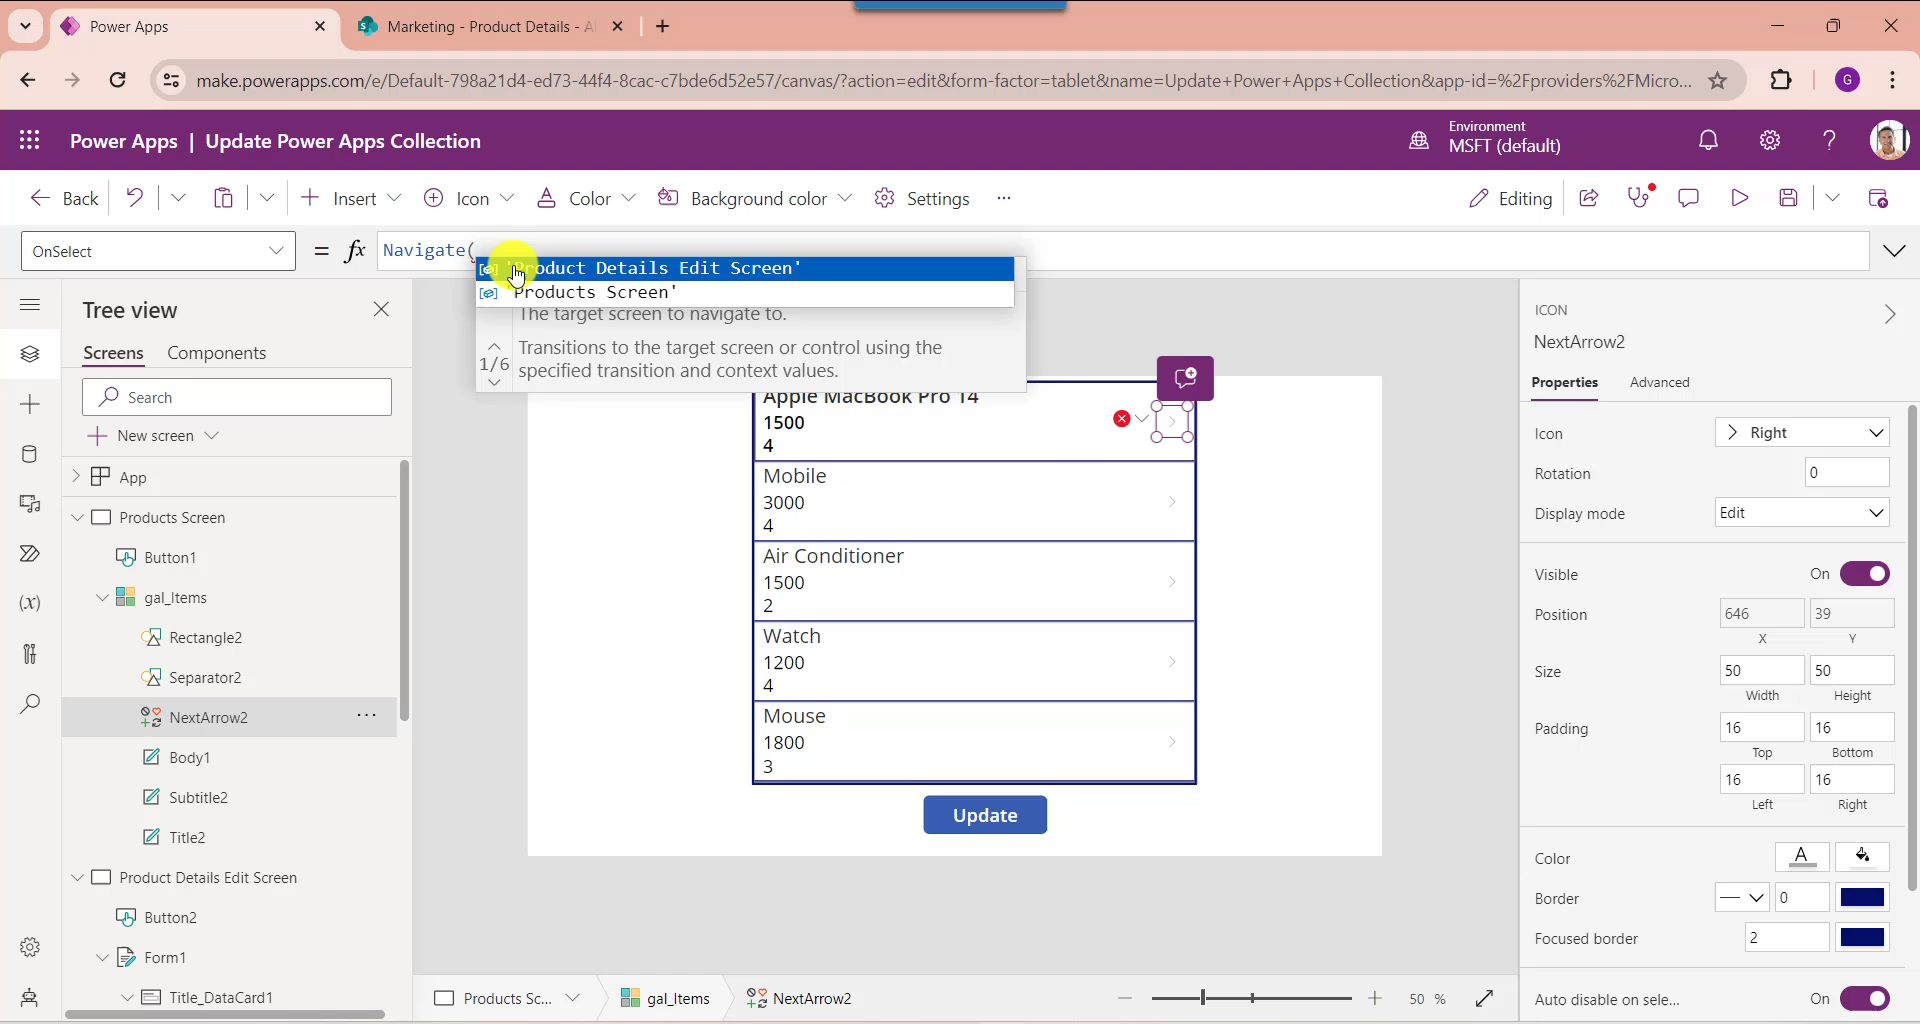 Power Apps
Marketing - Product Details - Al
make.powerapps.com/e/Default-798a21d4-ed73-44f4-8cac-c7bde6d52e57/canvas/?action=edit&form-factor=tablet&name=Update+Power+Apps+Collection&app-id=%2Fproviders%2FMicro...
G
Power Apps | Update Power Apps Collection
Environment
MSFT (default)
Back
Insert
Icon
Color
Background color
Settings
Editing
OnSelect
= fx
Navigate(
'Product Details Edit Screen'
'Products Screen'
The target screen to navigate to.
1/6
Transitions to the target screen or control using the
specified transition and context values.
Tree view
Screens
Components
Search
New screen
App
Products Screen
Button1
gal_Items
Rectangle2
Separator2
NextArrow2
Body1
Subtitle2
Title2
Product Details Edit Screen
Button2
Form1
Title_DataCard1
Apple MacBook Pro 14
1500
4
Mobile
3000
4
Air Conditioner
1500
2
Watch
1200
4
Mouse
1800
3
Update
Products Sc...
gal_Items
NextArrow2
50 %
ICON
NextArrow2
Properties
Advanced
Icon
Right
Rotation
0
Display mode
Edit
Visible
On
Position
646
39
X
Y
Size
50
50
Width
Height
Padding
16
16
Top
Bottom
16
16
Left
Right
Color
Border
0
Focused border
2
Auto disable on sele...
On